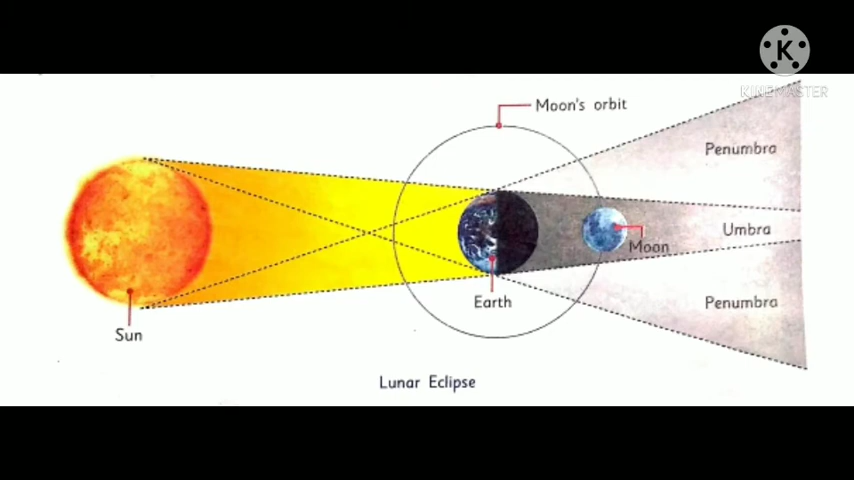 K
KINEMASTER
Moon's orbit
Penumbra
Umbra
Moon
Earth
Penumbra
Sun
Lunar Eclipse